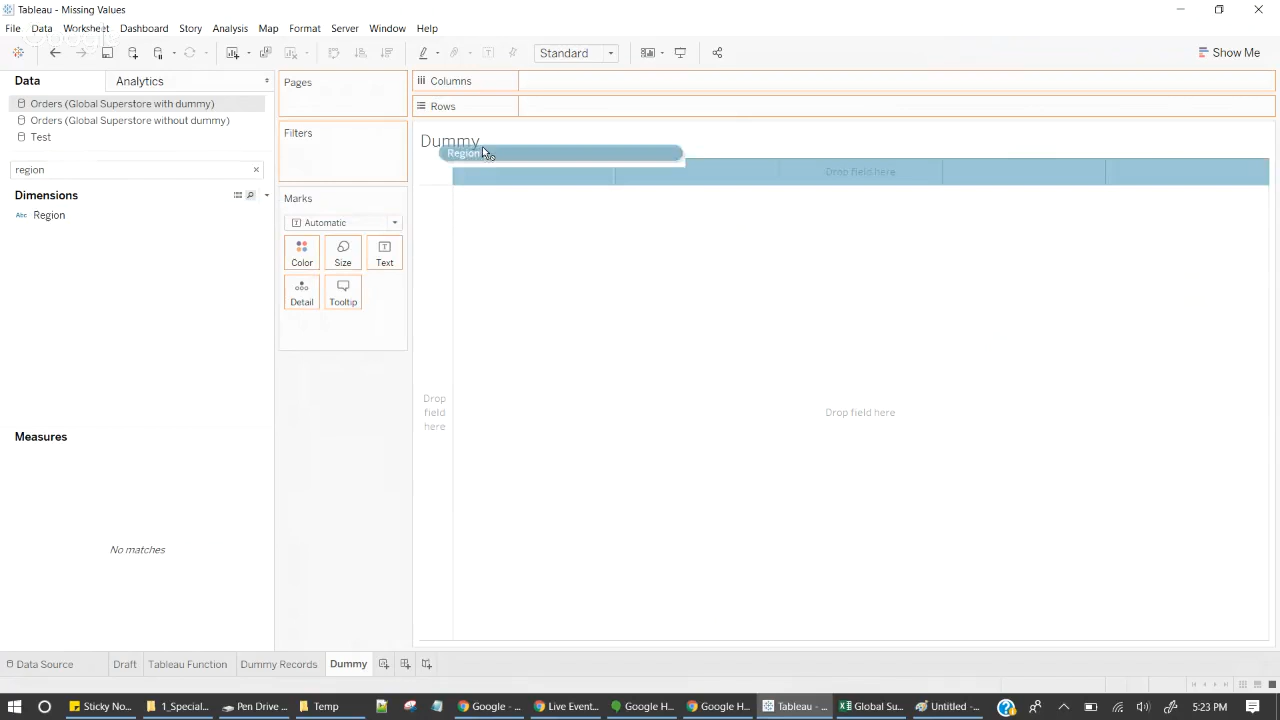 Tableau - Missing Values
File Data Worksheet Dashboard Story Analysis Map Format Server Window Help
Standard
Show Me
Data Analytics
Pages
Columns
Orders (Global Superstore with dummy)
Rows
Orders (Global Superstore without dummy)
Test
Filters
Dummy
Region
region
Drop field here
Dimensions
Marks
Abc Region
Automatic
Color Size Text
Detail Tooltip
Drop field here
Drop field here
Measures
No matches
Data Source Draft Tableau Function Dummy Records Dummy
Sticky No... 1_Special... Pen Drive ... Temp Google - ... Live Event... Google H... Google H... Tableau - ... Global Su... Untitled - ... 5:23 PM